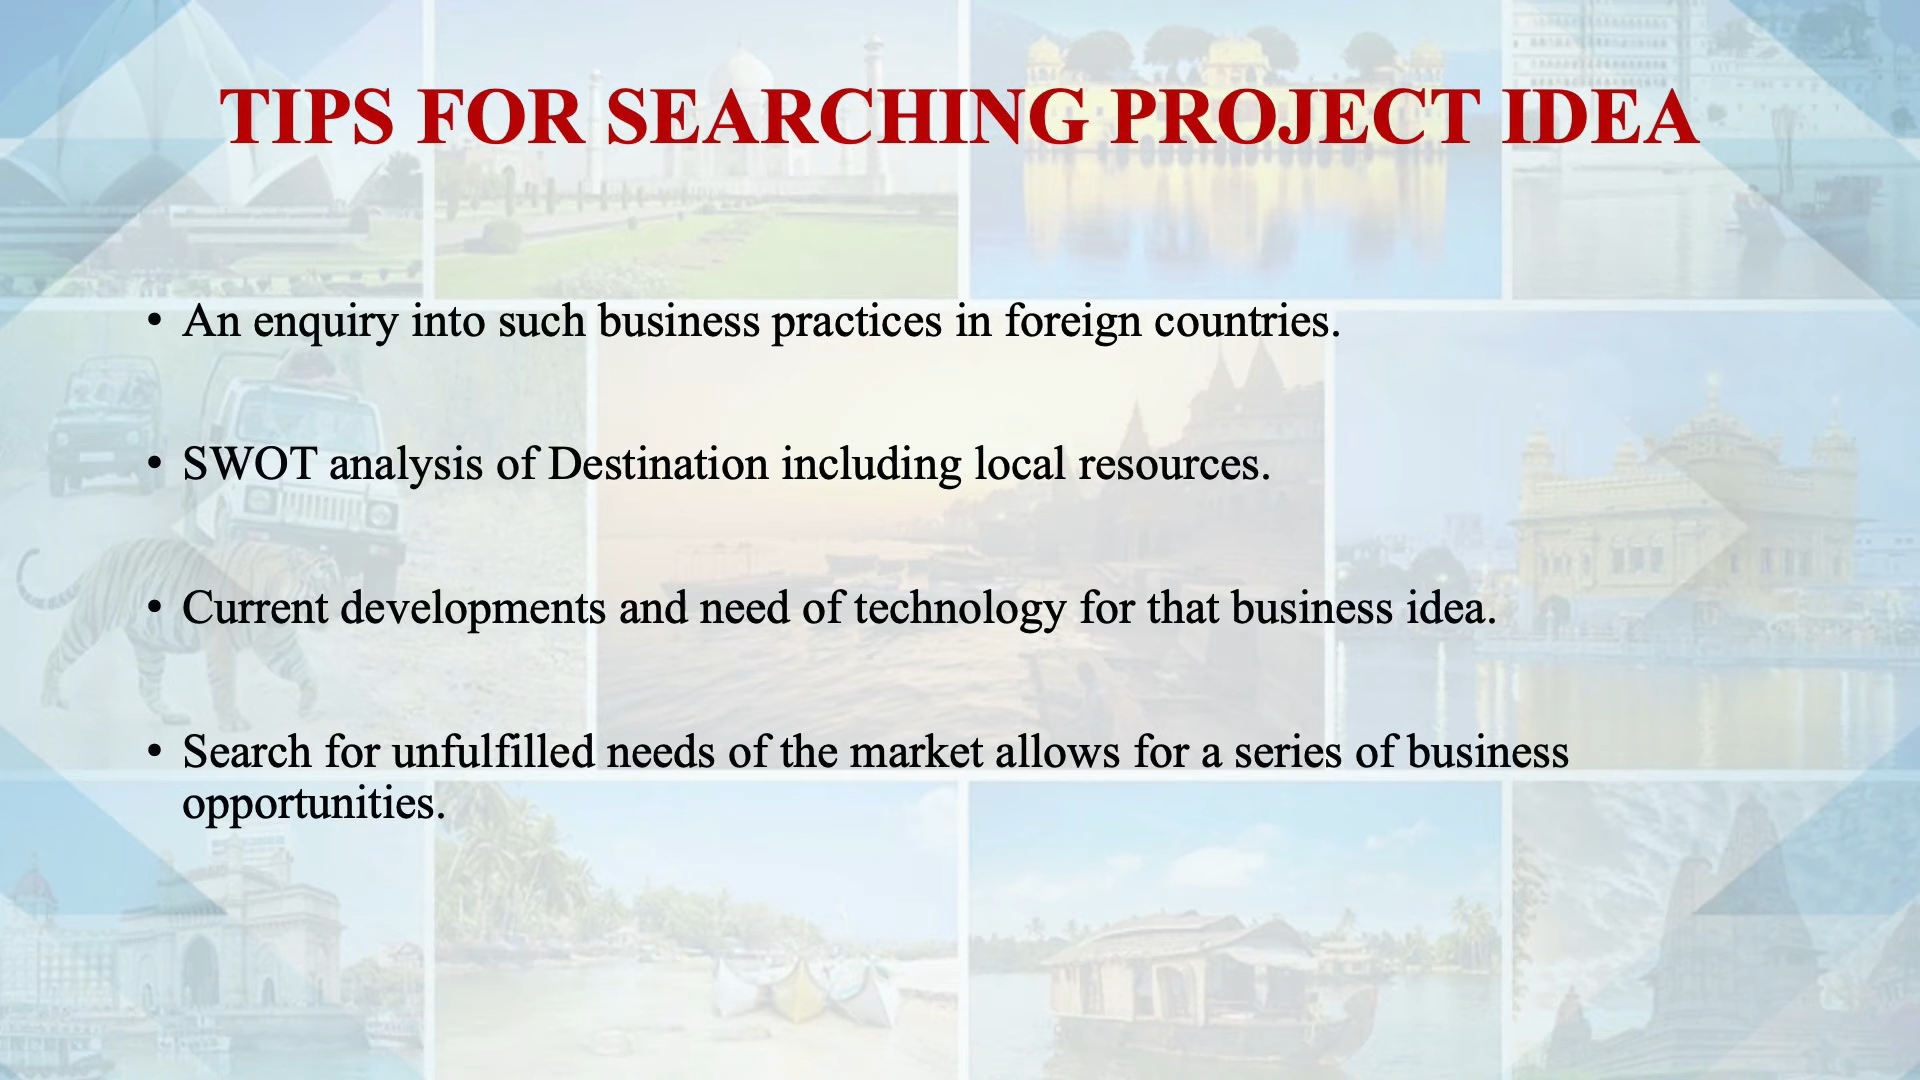 TIPS FOR SEARCHING PROJECT IDEA
• An enquiry into such business practices in foreign countries.
• SWOT analysis of Destination including local resources.
• Current developments and need of technology for that business idea.
• Search for unfulfilled needs of the market allows for a series of business
opportunities.